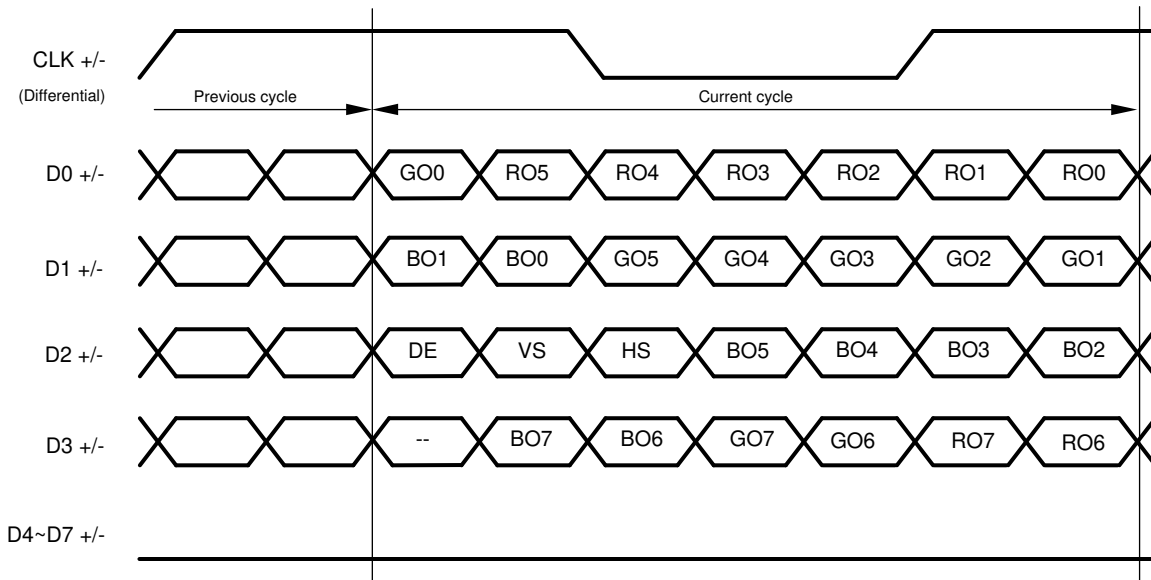 CLK +/-
(Differential)
Previous cycle
Current cycle
D0 +/-
GO0 RO5 RO4 RO3 RO2 RO1 RO0
D1 +/-
BO1 BO0 GO5 GO4 GO3 GO2 GO1
D2 +/-
DE VS HS BO5 BO4 BO3 BO2
D3 +/-
-- BO7 BO6 GO7 GO6 RO7 RO6
D4~D7 +/-